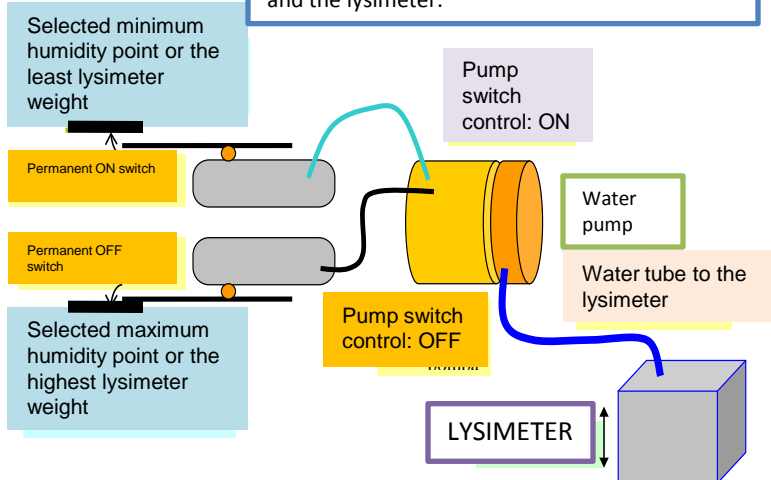 and the lysimeter.
Selected minimum
humidity point or the
least lysimeter
weight
Pump
switch
control: ON
Permanent ON switch
Water
pump
Permanent OFF
switch
Water tube to the
lysimeter
Pump switch
control: OFF
Selected maximum
humidity point or the
highest lysimeter
weight
LYSIMETER